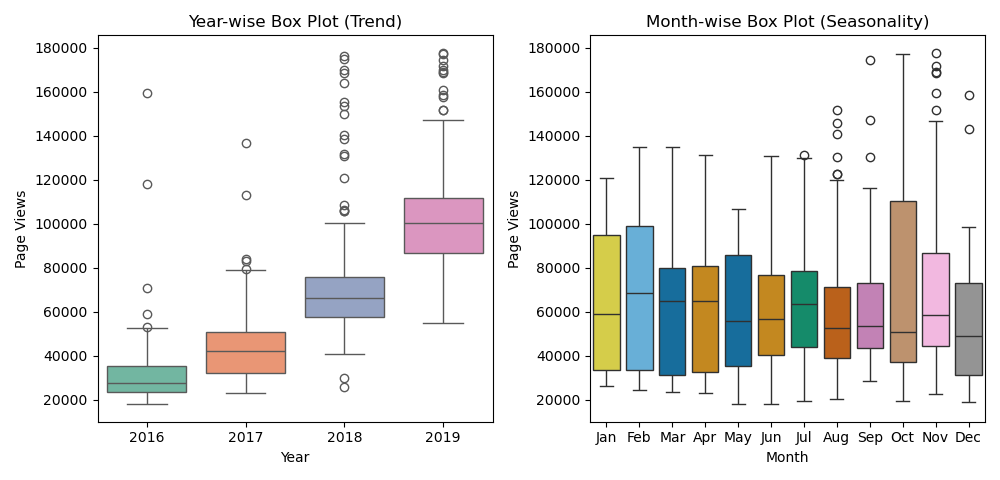 Year-wise Box Plot (Trend)
180000
160000
140000
120000
100000
80000
60000
40000
20000
Page Views
2016 2017 2018 2019
Year
Month-wise Box Plot (Seasonality)
180000
160000
140000
120000
100000
80000
60000
40000
20000
Page Views
Jan Feb Mar Apr May Jun Jul Aug Sep Oct Nov Dec
Month